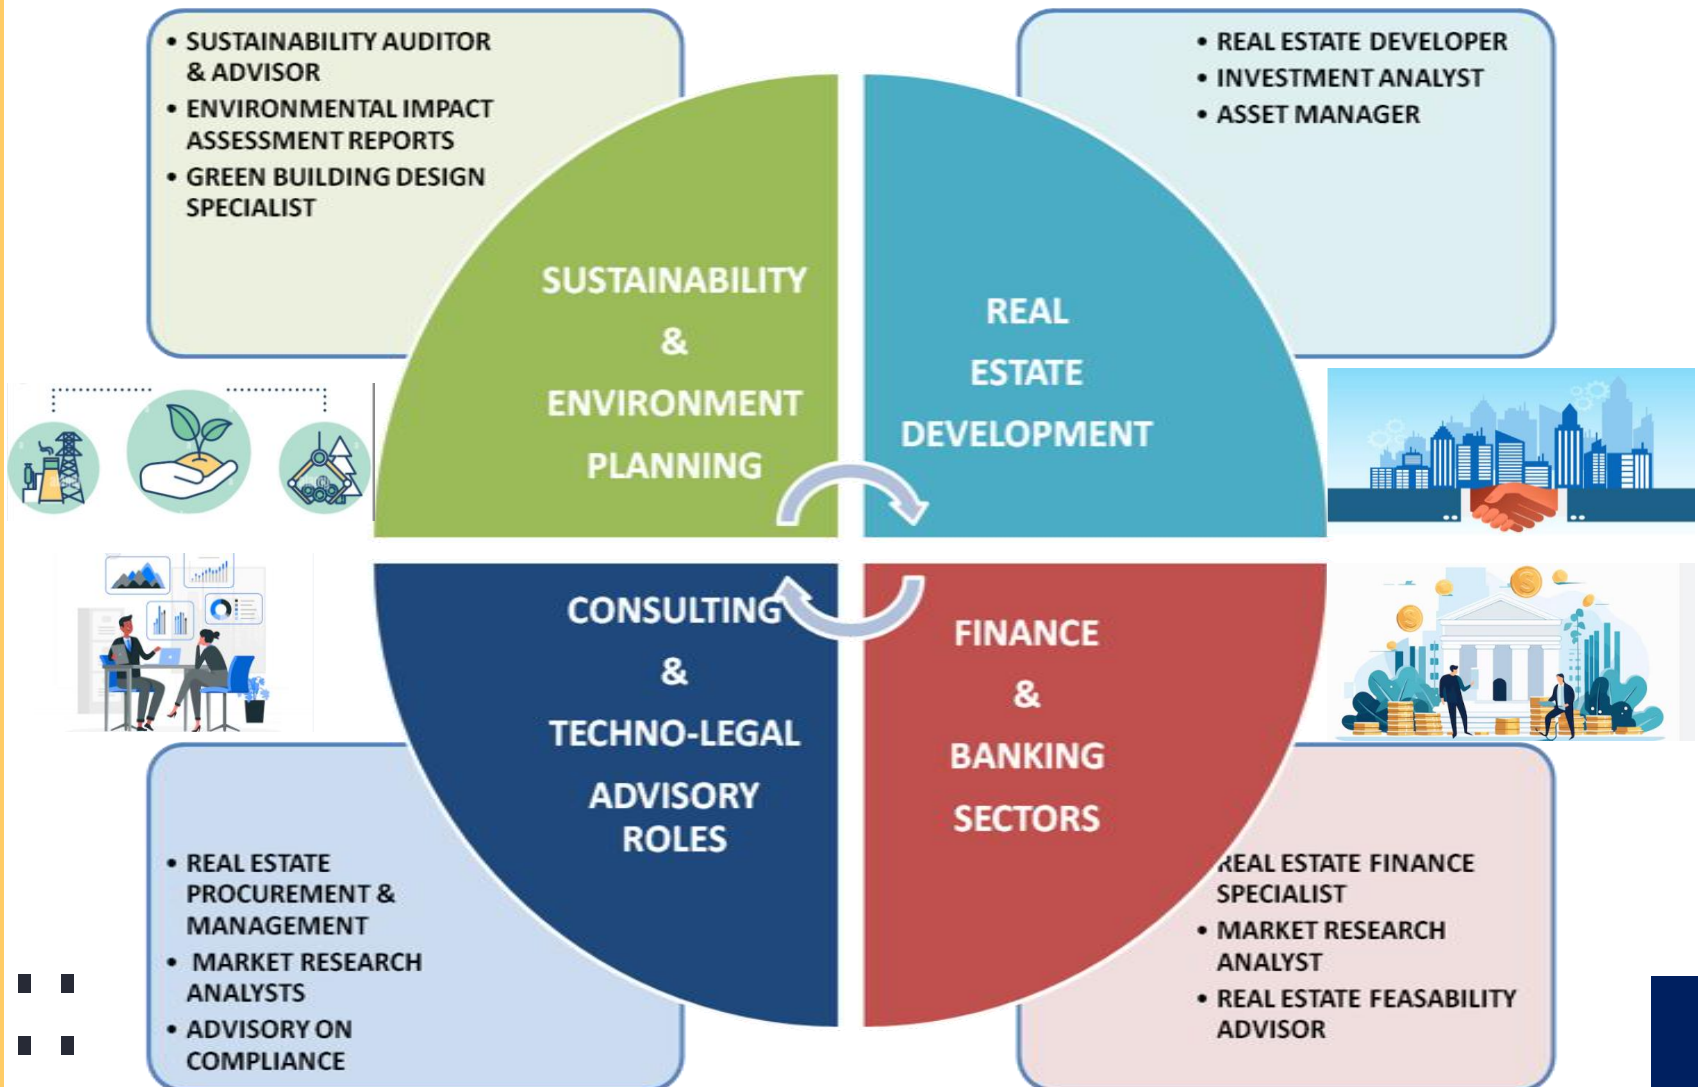 • SUSTAINABILITY AUDITOR
& ADVISOR
• ENVIRONMENTAL IMPACT
ASSESSMENT REPORTS
• GREEN BUILDING DESIGN
SPECIALIST
• REAL ESTATE DEVELOPER
• INVESTMENT ANALYST
• ASSET MANAGER
SUSTAINABILITY
&
ENVIRONMENT
PLANNING
REAL
ESTATE
DEVELOPMENT
CONSULTING
&
TECHNO-LEGAL
ADVISORY
ROLES
FINANCE
&
BANKING
SECTORS
• REAL ESTATE
PROCUREMENT &
MANAGEMENT
• MARKET RESEARCH
ANALYSTS
• ADVISORY ON
COMPLIANCE
REAL ESTATE FINANCE
SPECIALIST
• MARKET RESEARCH
ANALYST
• REAL ESTATE FEASABILITY
ADVISOR